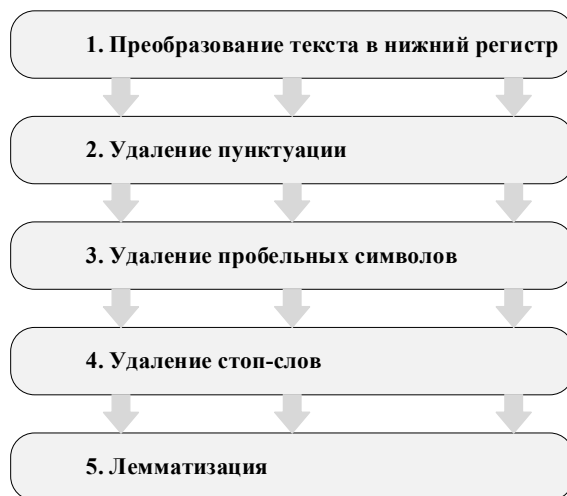 1. Преобразование текста в нижний регистр
2. Удаление пунктуации
3. Удаление пробельных символов
4. Удаление стоп-слов
5. Лемматизация